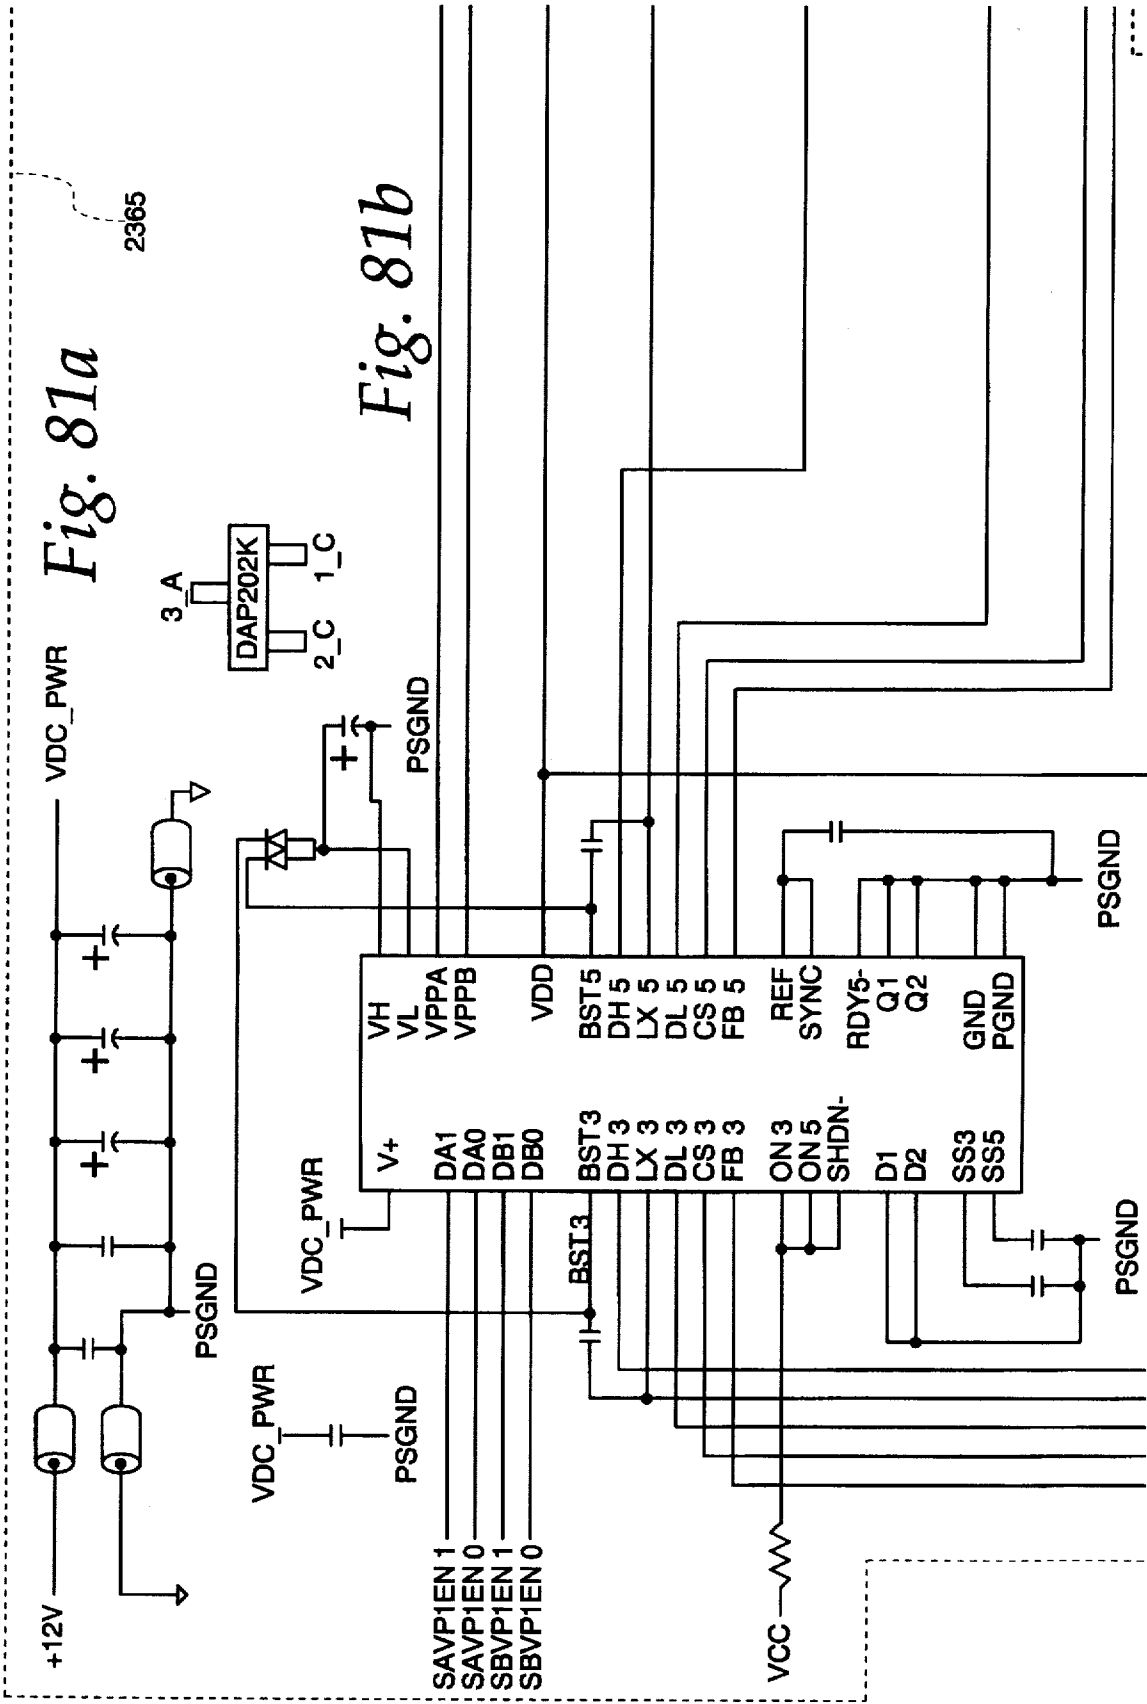 Fig. 81a
2365
+12V
VDC_PWR
PSGND
3_A
DAP202K
2_C
1_C
Fig. 81b
VDC_PWR
PSGND
VDC_PWR
PSGND
SAVP1EN 1
SAVP1EN 0
SBVP1EN 1
SBVP1EN 0
BST3
VCC
V+
DA1
DA0
DB1
DB0
BST3
DH 3
LX 3
DL 3
CS 3
FB 3
ON 3
ON 5
SHDN-
D1
D2
SS3
SS5
VH
VL
VPPA
VPPB
VDD
BST5
DH 5
LX 5
DL 5
CS 5
FB 5
REF
SYNC
RDY5-
Q1
Q2
GND
PGND
PSGND
PSGND